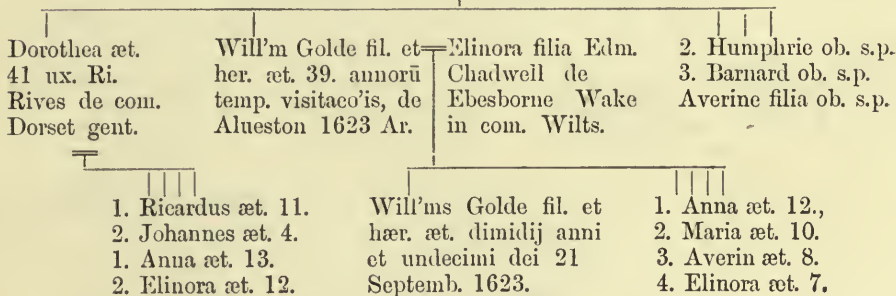 Dorothea æt.
41 ux. Ri.
Rives de com.
Dorset gent.
Will'm Golde fil. et
her. æt. 39. annorū
temp. visitaco'is, de
Alueston 1623 Ar.
Elinora filia Edm.
Chadwell de
Ebesborne Wake
in com. Wilts.
2. Humphrie ob. s.p.
3. Barnard ob. s.p.
Averine filia ob. s.p.
1. Ricardus æt. 11.
2. Johannes æt. 4.
1. Anna æt. 13.
2. Elinora æt. 12.
Will'ms Golde fil. et
hær. æt. dimidij anni
et undecimi dei 21
Septemb. 1623.
1. Anna æt. 12.,
2. Maria æt. 10.
3. Averin æt. 8.
4. Elinora æt. 7.